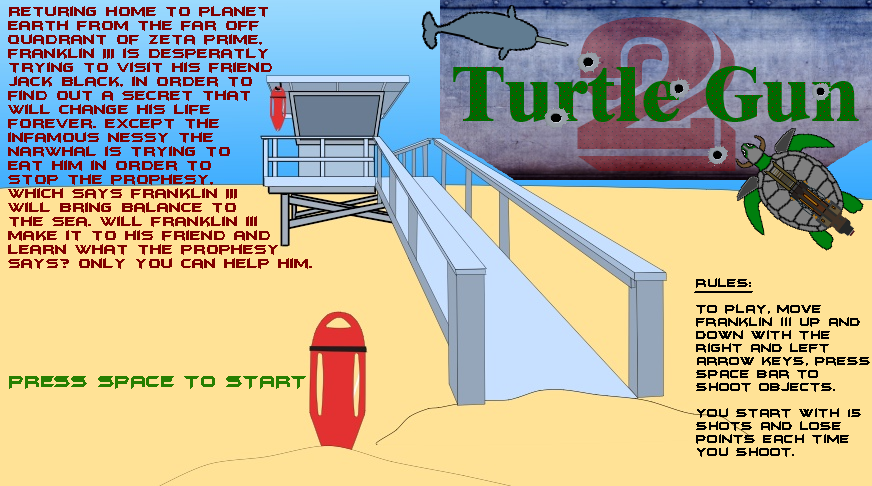 RETURING HOME TO PLANET
EARTH FROM THE FAR OFF
QUADRANT OF ZETA PRIME,
FRANKLIN III IS DESPERATLY
TRYING TO VISIT HIS FRIEND
JACK BLACK, IN ORDER TO
FIND OUT A SECRET THAT
WILL CHANGE HIS LIFE
FOREVER. EXCEPT THE
INFAMOUS NESSY THE
NARWHAL IS TRYING TO
EAT HIM IN ORDER TO
STOP THE PROPHESY,
WHICH SAYS FRANKLIN III
WILL BRING BALANCE TO
THE SEA. WILL FRANKLIN III
MAKE IT TO HIS FRIEND AND
LEARN WHAT THE PROPHESY
SAYS? ONLY YOU CAN HELP HIM.
2
Turtle Gun
PRESS SPACE TO START
RULES:
TO PLAY, MOVE
FRANKLIN III UP AND
DOWN WITH THE
RIGHT AND LEFT
ARROW KEYS, PRESS
SPACE BAR TO
SHOOT OBJECTS.
YOU START WITH 15
SHOTS AND LOSE
POINTS EACH TIME
YOU SHOOT.